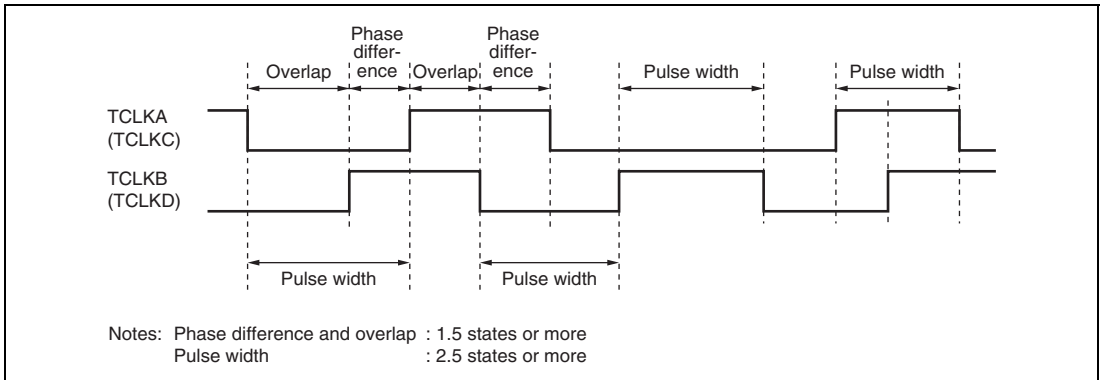 Phase
differ-
ence
Phase
differ-
ence
Overlap
Overlap
Pulse width
Pulse width
TCLKA
(TCLKC)
TCLKB
(TCLKD)
Pulse width
Pulse width
Notes: Phase difference and overlap : 1.5 states or more
Pulse width : 2.5 states or more